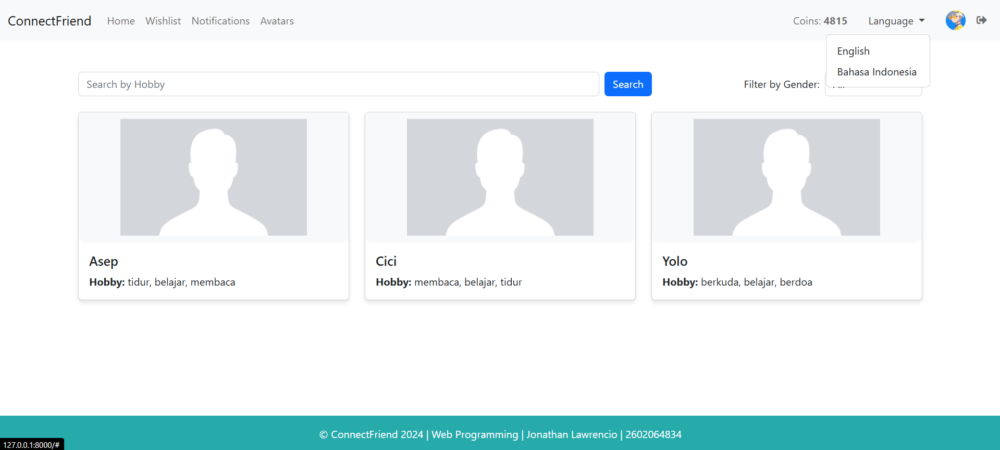 ConnectFriend Home Wishlist Notifications Avatars Coins: 4815 Language
English
Bahasa Indonesia
Search by Hobby Search Filter by Gender:
Asep
Hobby: tidur, belajar, membaca
Cici
Hobby: membaca, belajar, tidur
Yolo
Hobby: berkuda, belajar, berdoa
© ConnectFriend 2024 | Web Programming | Jonathan Lawrencio | 2602064834
127.0.0.1:8000/#